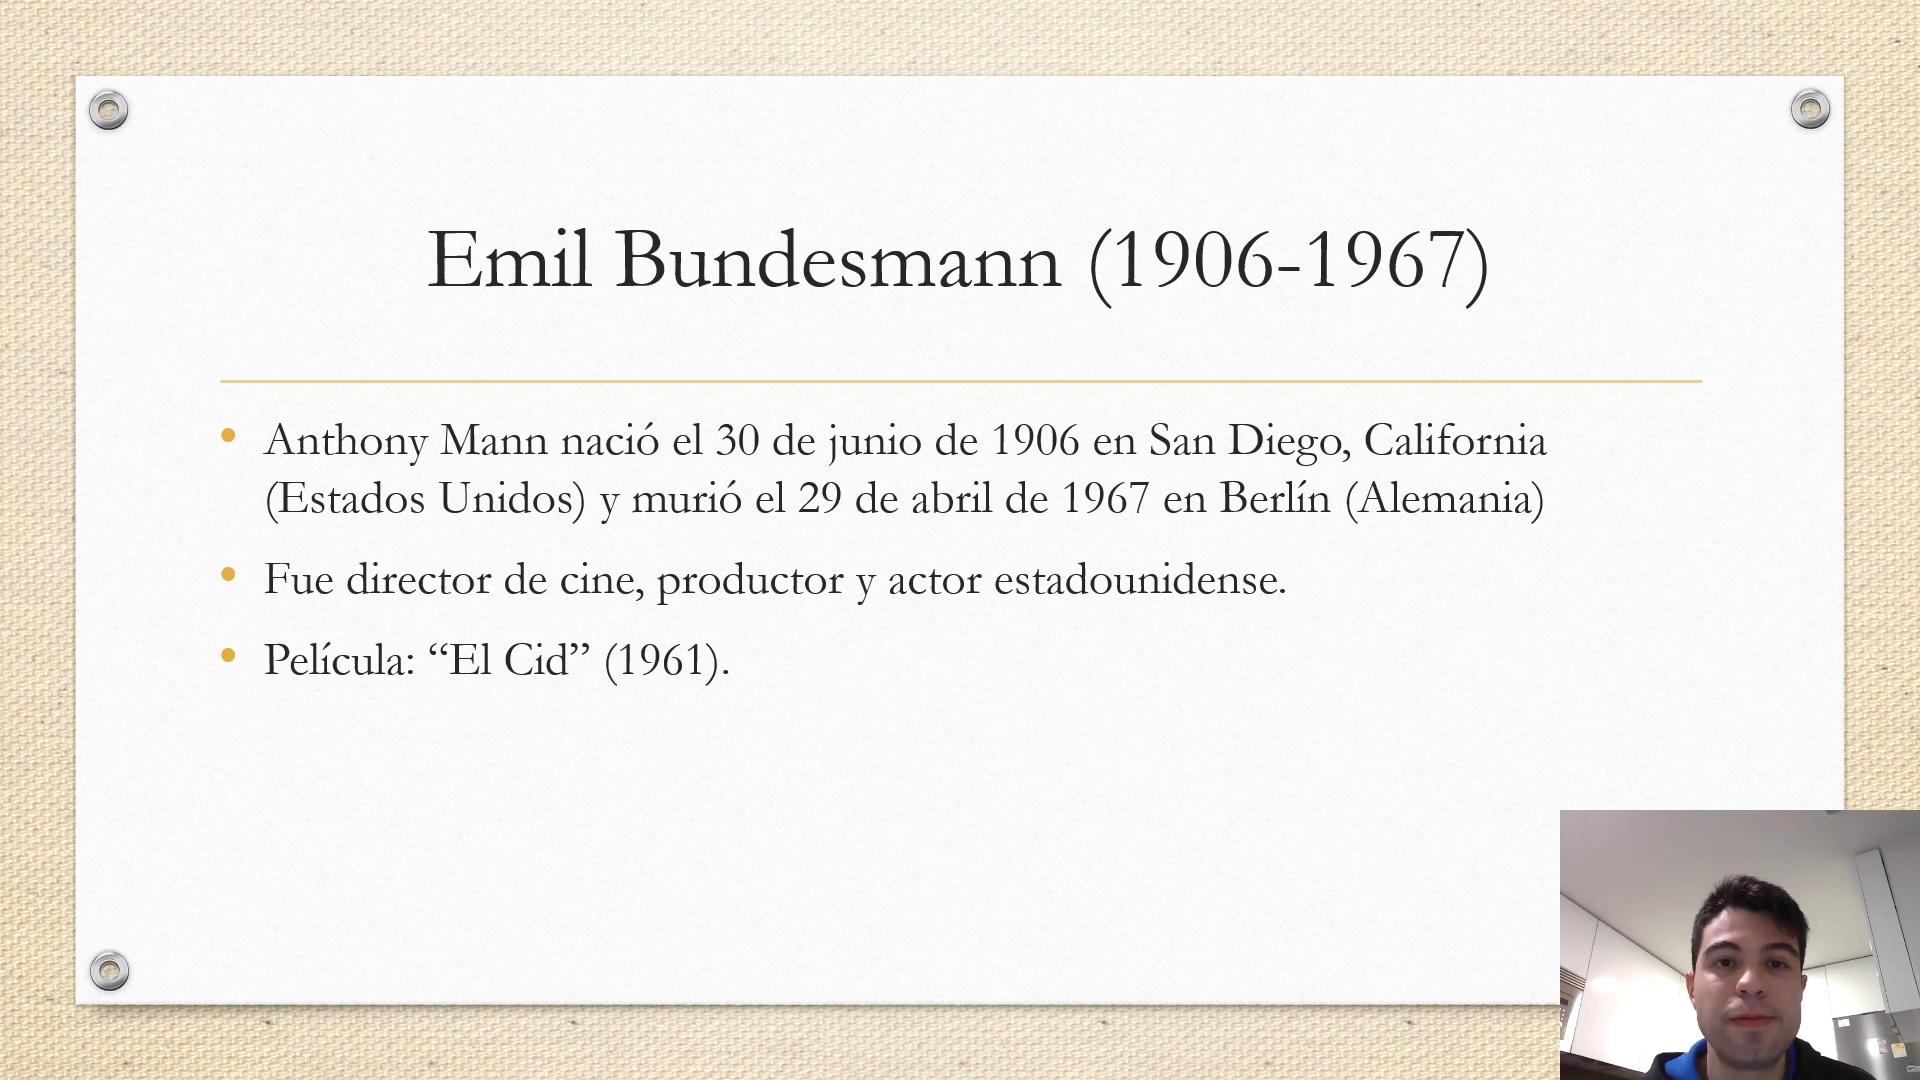 Emil Bundesmann (1906-1967)
• Anthony Mann nació el 30 de junio de 1906 en San Diego, California
(Estados Unidos) y murió el 29 de abril de 1967 en Berlín (Alemania)
• Fue director de cine, productor y actor estadounidense.
• Película: “El Cid” (1961).